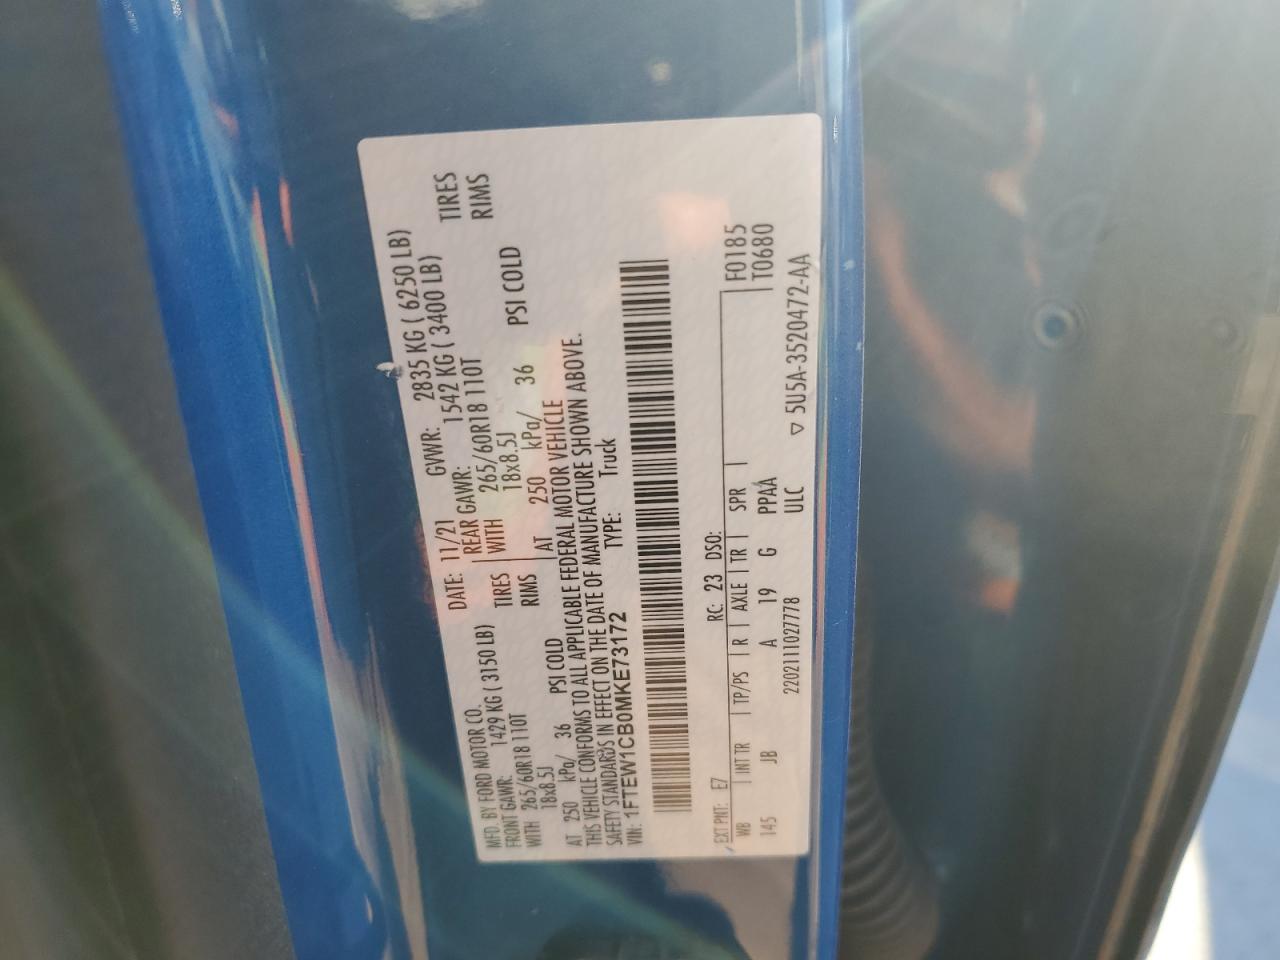 MFD. BY FORD MOTOR CO.
DATE: 11/21 GVWR: 2835 KG ( 6250 LB)
FRONT GAWR: 1429 KG ( 3150 LB) REAR GAWR: 1542 KG ( 3400 LB)
WITH 265/60R18 110T TIRES WITH 265/60R18 110T TIRES
18x8.5J RIMS 18x8.5J RIMS
AT 250 kPa/ 36 PSI COLD AT 250 kPa/ 36 PSI COLD
THIS VEHICLE CONFORMS TO ALL APPLICABLE FEDERAL MOTOR VEHICLE
SAFETY STANDARDS IN EFFECT ON THE DATE OF MANUFACTURE SHOWN ABOVE.
VIN: 1FTEW1CB0MKE73172 TYPE: Truck
EXT PNT: E7 RC: 23 DSO: F0185
WB | INT TR | TP/PS | R | AXLE | TR | SPR | T0680
145 JB A 19 G PPAA
2202111027778 ULC ▽ 5U5A-3520472-AA